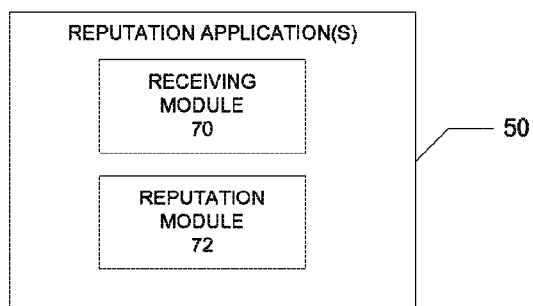 REPUTATION APPLICATION(S)
RECEIVING
MODULE
70
50
REPUTATION
MODULE
72